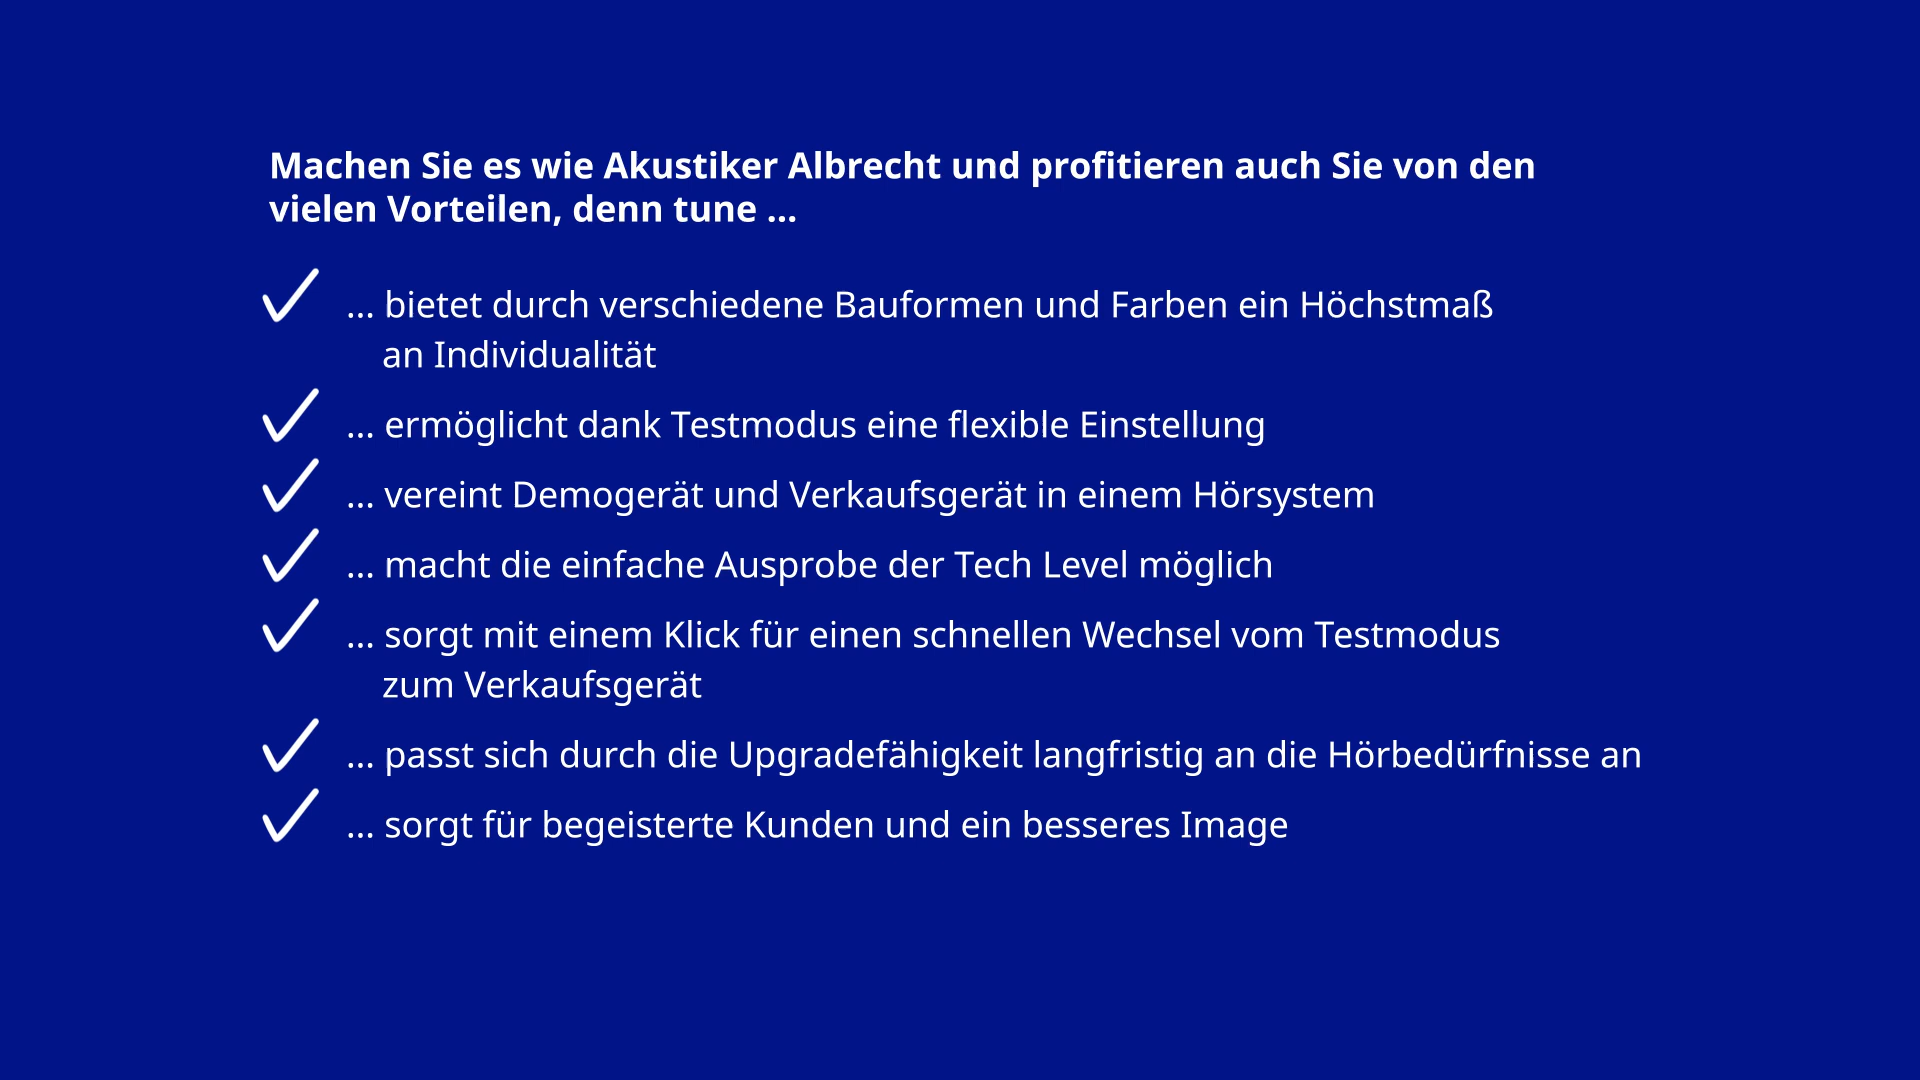 Machen Sie es wie Akustiker Albrecht und profitieren auch Sie von den
vielen Vorteilen, denn tune ...
... bietet durch verschiedene Bauformen und Farben ein Höchstmaß
an Individualität
... ermöglicht dank Testmodus eine flexible Einstellung
... vereint Demogerät und Verkaufsgerät in einem Hörsystem
... macht die einfache Ausprobe der Tech Level möglich
... sorgt mit einem Klick für einen schnellen Wechsel vom Testmodus
zum Verkaufsgerät
... passt sich durch die Upgradefähigkeit langfristig an die Hörbedürfnisse an
... sorgt für begeisterte Kunden und ein besseres Image